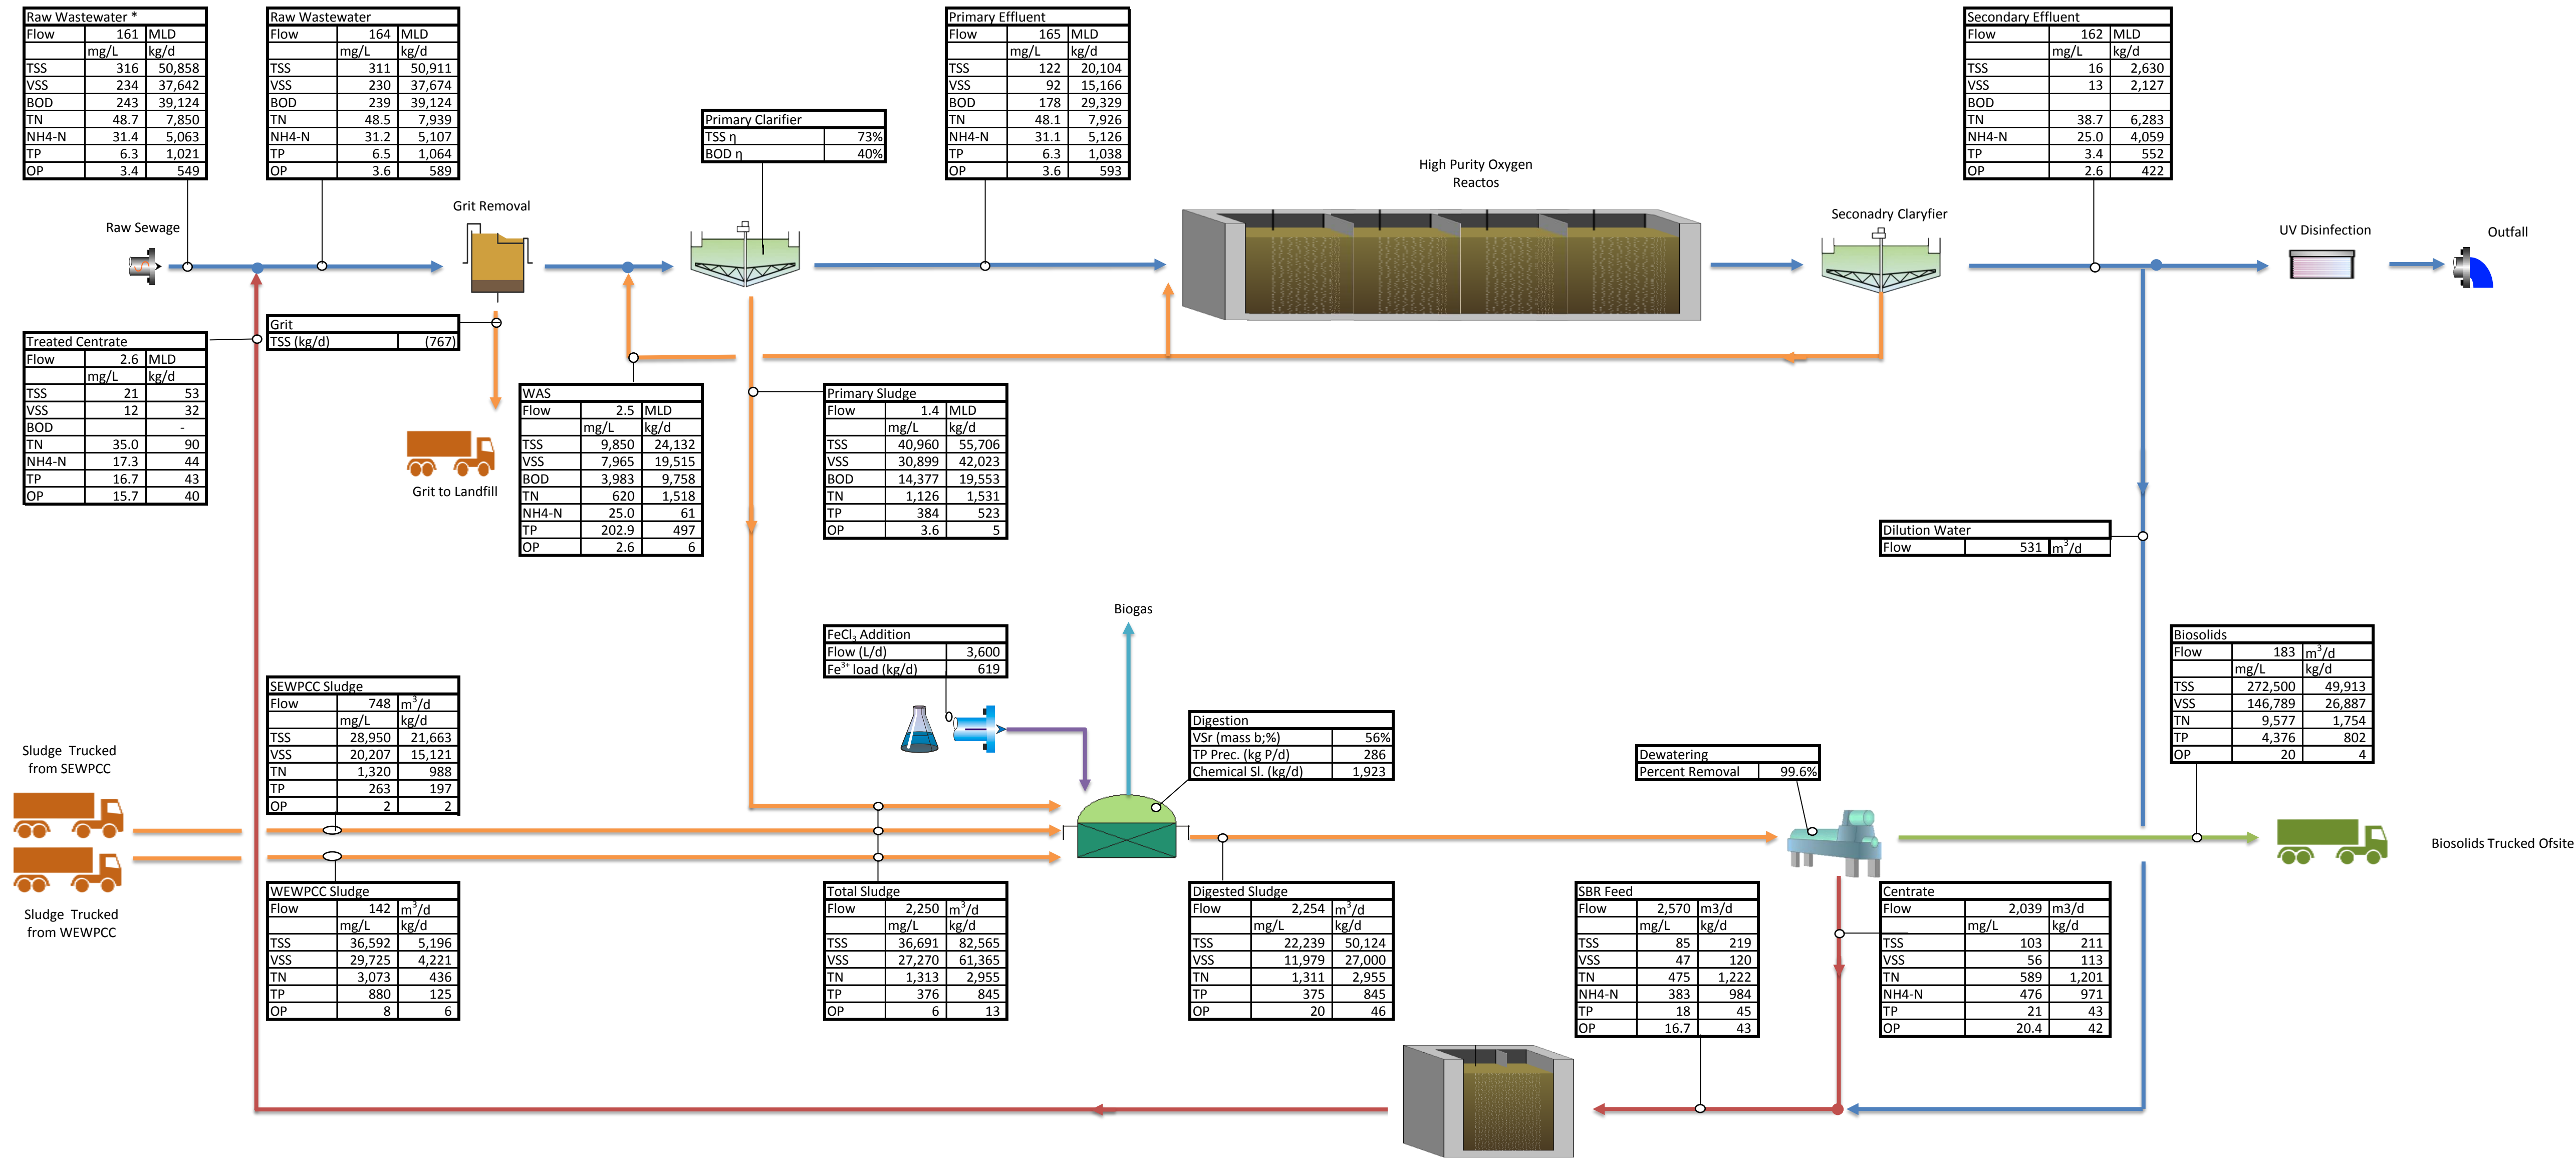 Raw Wastewater *
Flow 161 MLD
mg/L kg/d
TSS 316 50,858
VSS 234 37,642
BOD 243 39,124
TN 48.7 7,850
NH4-N 31.4 5,063
TP 6.3 1,021
OP 3.4 549
Raw Wastewater
Flow 164 MLD
mg/L kg/d
TSS 311 50,911
VSS 230 37,674
BOD 239 39,124
TN 48.5 7,939
NH4-N 31.2 5,107
TP 6.5 1,064
OP 3.6 589
Primary Clarifier
TSS η 73%
BOD η 40%
Primary Effluent
Flow 165 MLD
mg/L kg/d
TSS 122 20,104
VSS 92 15,166
BOD 178 29,329
TN 48.1 7,926
NH4-N 31.1 5,126
TP 6.3 1,038
OP 3.6 593
High Purity Oxygen
Reactos
Secondary Effluent
Flow 162 MLD
mg/L kg/d
TSS 16 2,630
VSS 13 2,127
BOD
TN 38.7 6,283
NH4-N 25.0 4,059
TP 3.4 552
OP 2.6 422
Raw Sewage
Grit Removal
Seconadry Claryfier
UV Disinfection
Outfall
Grit
TSS (kg/d) (767)
Treated Centrate
Flow 2.6 MLD
mg/L kg/d
TSS 21 53
VSS 12 32
BOD -
TN 35.0 90
NH4-N 17.3 44
TP 16.7 43
OP 15.7 40
Grit to Landfill
WAS
Flow 2.5 MLD
mg/L kg/d
TSS 9,850 24,132
VSS 7,965 19,515
BOD 3,983 9,758
TN 620 1,518
NH4-N 25.0 61
TP 202.9 497
OP 2.6 6
Primary Sludge
Flow 1.4 MLD
mg/L kg/d
TSS 40,960 55,706
VSS 30,899 42,023
BOD 14,377 19,553
TN 1,126 1,531
TP 384 523
OP 3.6 5
Dilution Water
Flow 531 m³/d
Biogas
FeCl₃ Addition
Flow (L/d) 3,600
Fe³⁺ load (kg/d) 619
Biosolids
Flow 183 m³/d
mg/L kg/d
TSS 272,500 49,913
VSS 146,789 26,887
TN 9,577 1,754
TP 4,376 802
OP 20 4
SEWPCC Sludge
Flow 748 m³/d
mg/L kg/d
TSS 28,950 21,663
VSS 20,207 15,121
TN 1,320 988
TP 263 197
OP 2 2
Digestion
VSr (mass b;%) 56%
TP Prec. (kg P/d) 286
Chemical Sl. (kg/d) 1,923
Dewatering
Percent Removal 99.6%
Sludge Trucked
from SEWPCC
Biosolids Trucked Ofsite
Sludge Trucked
from WEWPCC
WEWPCC Sludge
Flow 142 m³/d
mg/L kg/d
TSS 36,592 5,196
VSS 29,725 4,221
TN 3,073 436
TP 880 125
OP 8 6
Total Sludge
Flow 2,250 m³/d
mg/L kg/d
TSS 36,691 82,565
VSS 27,270 61,365
TN 1,313 2,955
TP 376 845
OP 6 13
Digested Sludge
Flow 2,254 m³/d
mg/L kg/d
TSS 22,239 50,124
VSS 11,979 27,000
TN 1,311 2,955
TP 375 845
OP 20 46
SBR Feed
Flow 2,570 m3/d
mg/L kg/d
TSS 85 219
VSS 47 120
TN 475 1,222
NH4-N 383 984
TP 18 45
OP 16.7 43
Centrate
Flow 2,039 m3/d
mg/L kg/d
TSS 103 211
VSS 56 113
TN 589 1,201
NH4-N 476 971
TP 21 43
OP 20.4 42